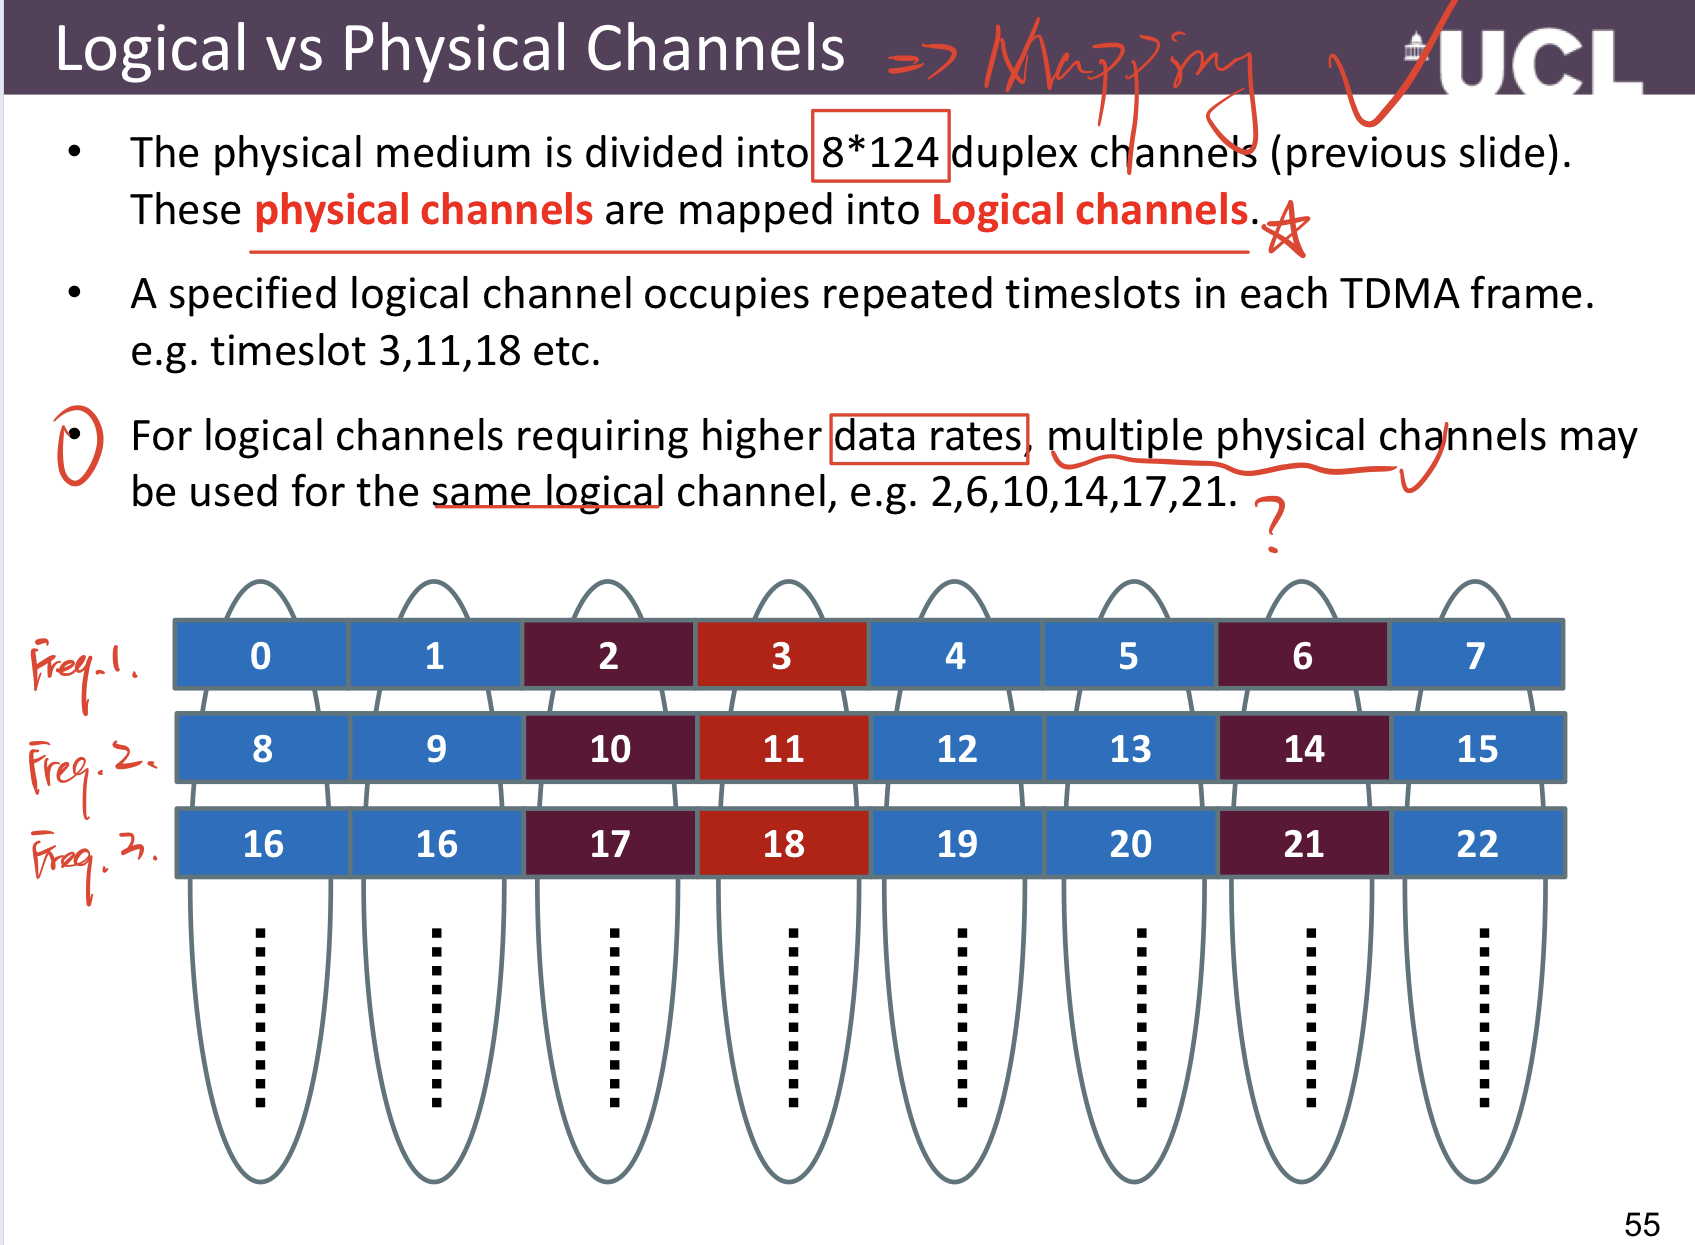 Logical vs Physical Channels => Mapping UCL
• The physical medium is divided into 8*124 duplex channels (previous slide).
These physical channels are mapped into Logical channels.
• A specified logical channel occupies repeated timeslots in each TDMA frame.
e.g. timeslot 3,11,18 etc.
• For logical channels requiring higher data rates, multiple physical channels may
be used for the same logical channel, e.g. 2,6,10,14,17,21. ?
Freq.1. 0 1 2 3 4 5 6 7
Freq.2. 8 9 10 11 12 13 14 15
Freq.3. 16 16 17 18 19 20 21 22
55